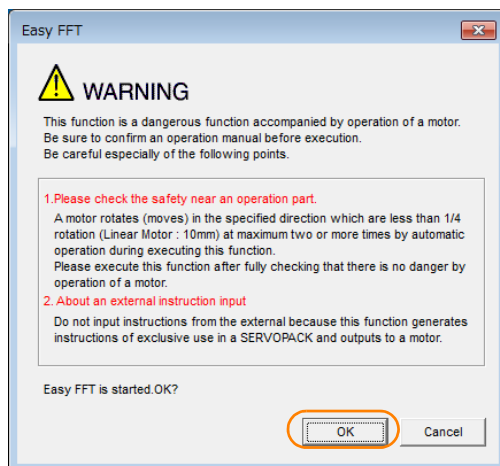 Easy FFT
WARNING
This function is a dangerous function accompanied by operation of a motor.
Be sure to confirm an operation manual before execution.
Be careful especially of the following points.
1.Please check the safety near an operation part.
A motor rotates (moves) in the specified direction which are less than 1/4
rotation (Linear Motor : 10mm) at maximum two or more times by automatic
operation during executing this function.
Please execute this function after fully checking that there is no danger by
operation of a motor.
2. About an external instruction input
Do not input instructions from the external because this function generates
instructions of exclusive use in a SERVOPACK and outputs to a motor.
Easy FFT is started.OK?
OK Cancel